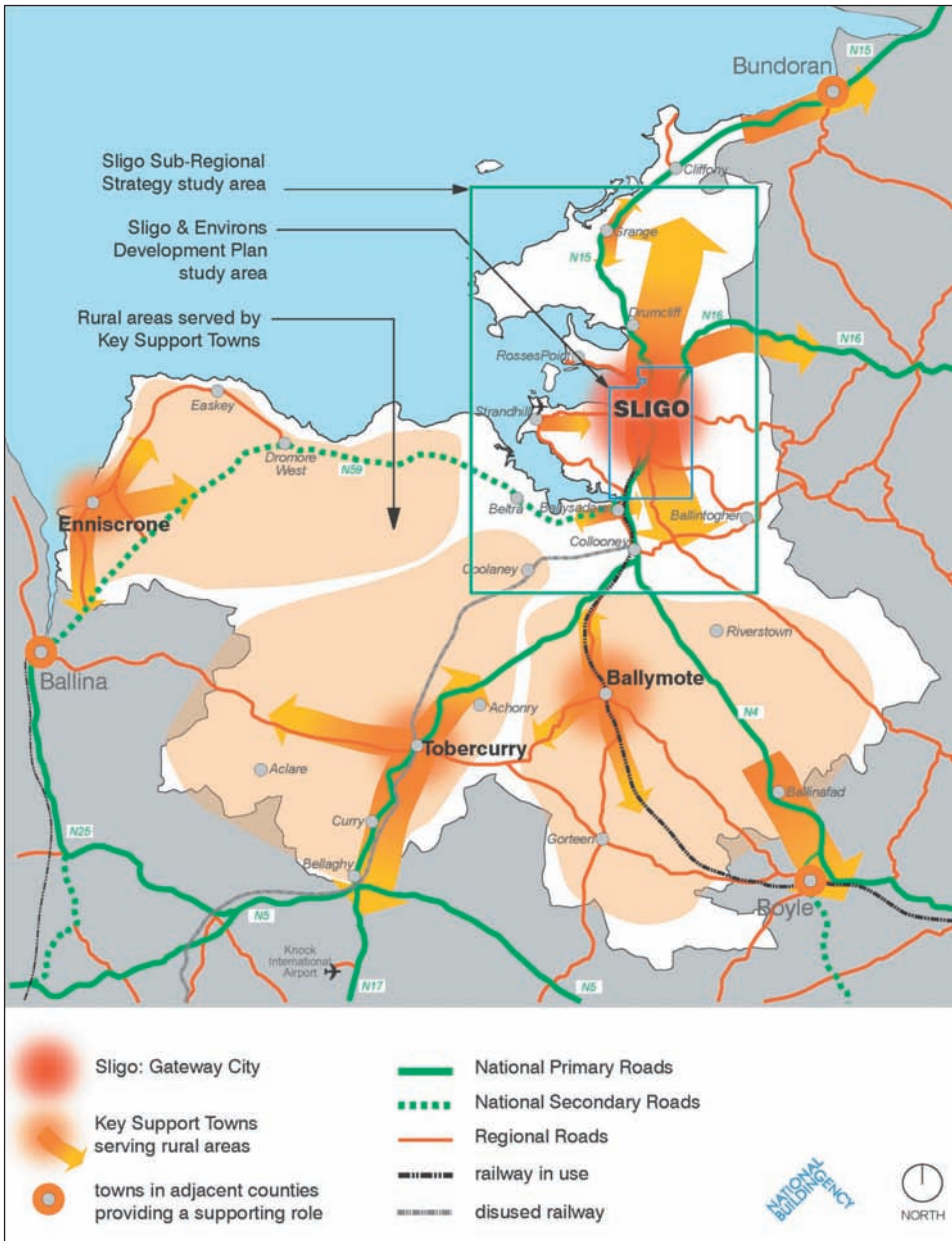 N15
Bundoran
Sligo Sub-Regional
Strategy study area
Cliffony
Sligo & Environs
Development Plan
study area
Grange
N15
Rural areas served by
Key Support Towns
Drumcliff
N16
N16
RossesPoint
Easkey
Strandhill
SLIGO
Dromore
West
N59
Enniscrone
Beltra
Ballysadare
Ballintogher
Collooney
Coolaney
Riverstown
Ballina
Ballymote
Achonry
N4
Tobercurry
Aclare
Ballinafad
Curry
Gorteen
N25
Bellaghy
Boyle
N5
Knock
International
Airport
N17
N5
Sligo: Gateway City
National Primary Roads
National Secondary Roads
Key Support Towns
serving rural areas
Regional Roads
railway in use
towns in adjacent counties
providing a supporting role
disused railway
NATIONAL
BUILDINGENCY
NORTH